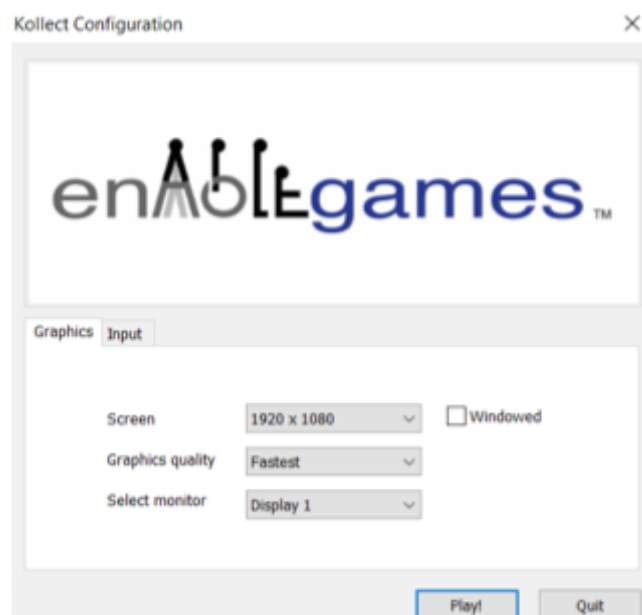 Kollect Configuration
enAblegames TM
Graphics Input
Screen 1920 x 1080 Windowed
Graphics quality Fastest
Select monitor Display 1
Play! Quit